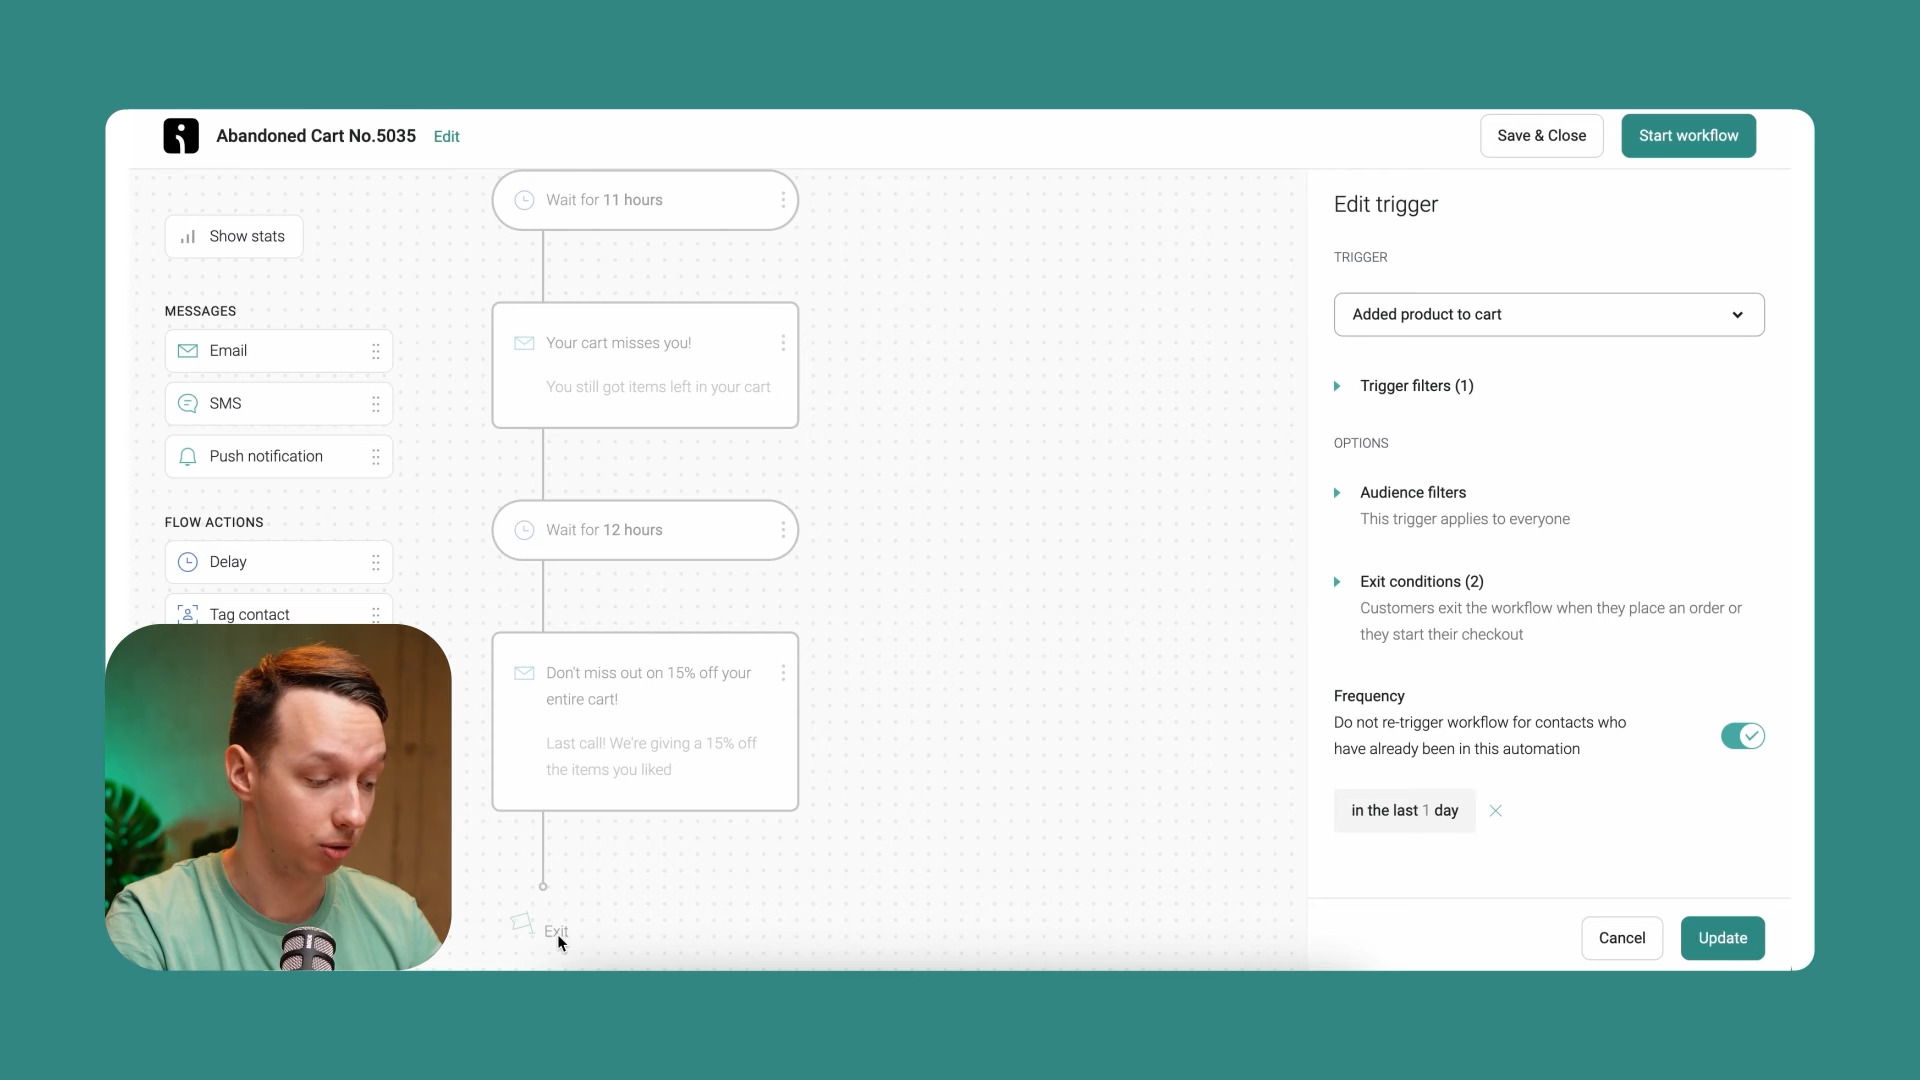 Abandoned Cart No.5035 Edit
Save & Close
Start workflow
Show stats
MESSAGES
Email
SMS
Push notification
FLOW ACTIONS
Delay
Tag contact
Wait for 11 hours
Your cart misses you!
You still got items left in your cart
Wait for 12 hours
Don't miss out on 15% off your
entire cart!
Last call! We're giving a 15% off
the items you liked
Exit
Edit trigger
TRIGGER
Added product to cart
Trigger filters (1)
OPTIONS
Audience filters
This trigger applies to everyone
Exit conditions (2)
Customers exit the workflow when they place an order or
they start their checkout
Frequency
Do not re-trigger workflow for contacts who
have already been in this automation
in the last 1 day
Cancel
Update